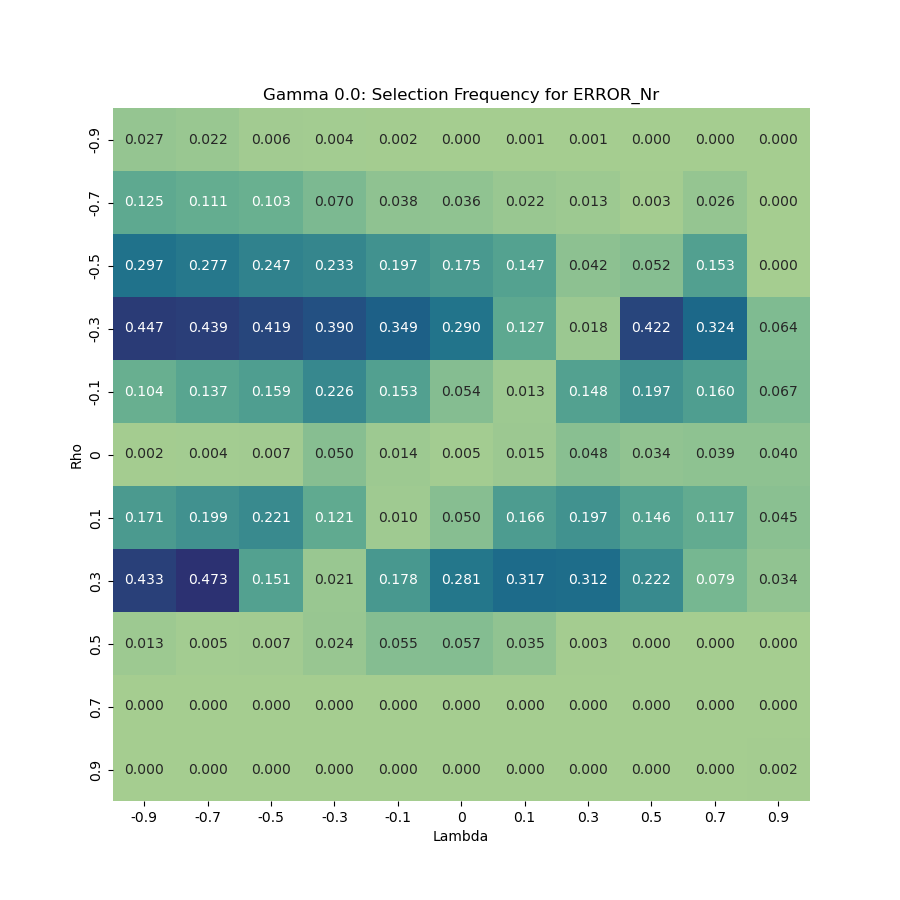 Gamma 0.0: Selection Frequency for ERROR_Nr
-0.9 0.027 0.022 0.006 0.004 0.002 0.000 0.001 0.001 0.000 0.000 0.000
-0.7 0.125 0.111 0.103 0.070 0.038 0.036 0.022 0.013 0.003 0.026 0.000
-0.5 0.297 0.277 0.247 0.233 0.197 0.175 0.147 0.042 0.052 0.153 0.000
-0.3 0.447 0.439 0.419 0.390 0.349 0.290 0.127 0.018 0.422 0.324 0.064
-0.1 0.104 0.137 0.159 0.226 0.153 0.054 0.013 0.148 0.197 0.160 0.067
Rho
0 0.002 0.004 0.007 0.050 0.014 0.005 0.015 0.048 0.034 0.039 0.040
0.1 0.171 0.199 0.221 0.121 0.010 0.050 0.166 0.197 0.146 0.117 0.045
0.3 0.433 0.473 0.151 0.021 0.178 0.281 0.317 0.312 0.222 0.079 0.034
0.5 0.013 0.005 0.007 0.024 0.055 0.057 0.035 0.003 0.000 0.000 0.000
0.7 0.000 0.000 0.000 0.000 0.000 0.000 0.000 0.000 0.000 0.000 0.000
0.9 0.000 0.000 0.000 0.000 0.000 0.000 0.000 0.000 0.000 0.000 0.002
-0.9 -0.7 -0.5 -0.3 -0.1 0 0.1 0.3 0.5 0.7 0.9
Lambda